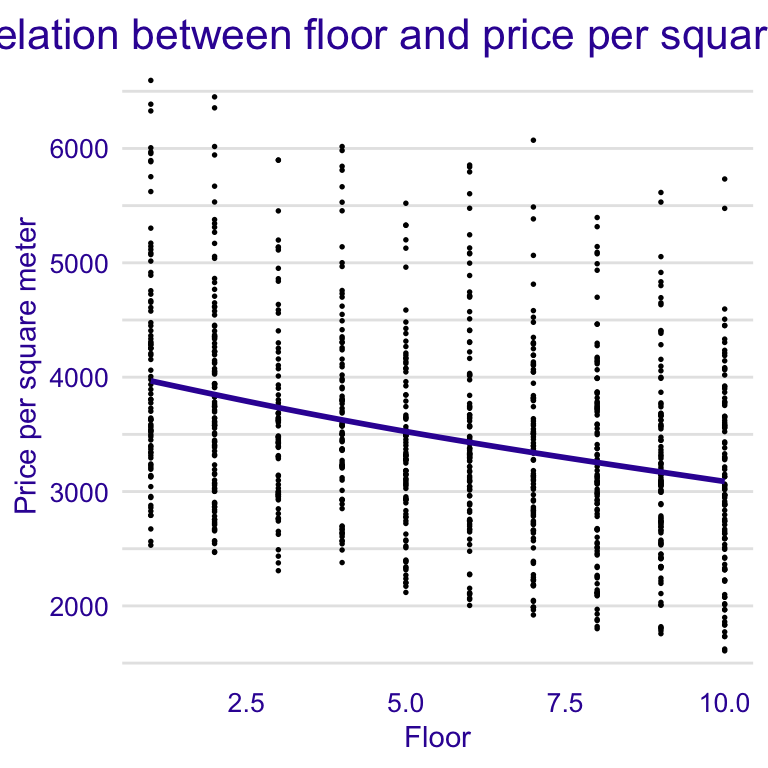 elation between floor and price per squar
6000
5000
4000
3000
2000
Price per square meter
2.5 5.0 7.5 10.0
Floor